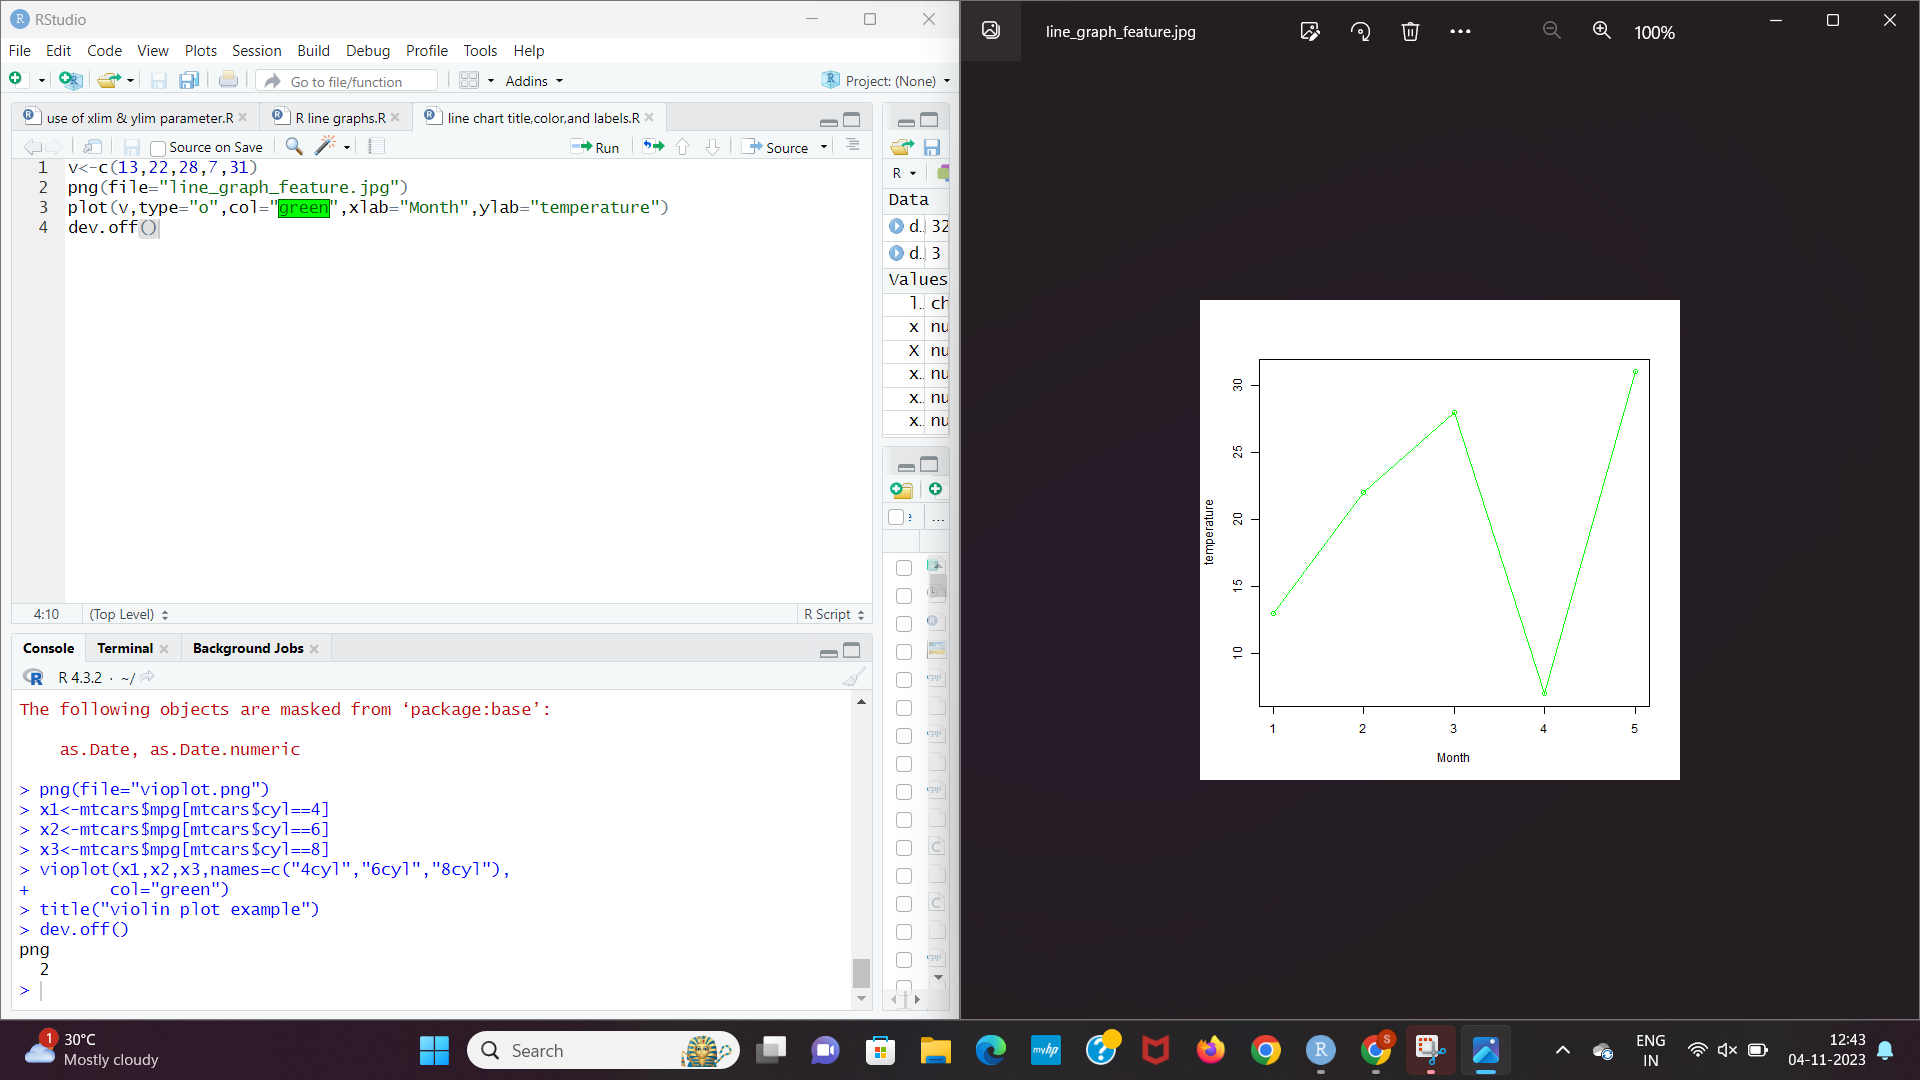 RStudio
File Edit Code View Plots Session Build Debug Profile Tools Help
Go to file/function Addins Project: (None)
use of xlim & ylim parameter.R R line graphs.R line chart title,color,and labels.R
Source on Save Run Source
1 v<-c(13,22,28,7,31)
2 png(file="line_graph_feature.jpg")
3 plot(v,type="o",col="green",xlab="Month",ylab="temperature")
4 dev.off()
4:10 (Top Level) R Script
Console Terminal Background Jobs
R 4.3.2 · ~/
The following objects are masked from ‘package:base’:
as.Date, as.Date.numeric
> png(file="vioplot.png")
> x1<-mtcars$mpg[mtcars$cyl==4]
> x2<-mtcars$mpg[mtcars$cyl==6]
> x3<-mtcars$mpg[mtcars$cyl==8]
> vioplot(x1,x2,x3,names=c("4cyl","6cyl","8cyl"),
+ col="green")
> title("violin plot example")
> dev.off()
png
2
>
R
Data
d.. 32
d.. 3
Values
l.. ch
x nu
X nu
x.. nu
x.. nu
x.. nu
line_graph_feature.jpg 100%
30
25
20
15
10
temperature
1 2 3 4 5
Month
1 30°C
Mostly cloudy
Search
myhp
ENG
IN
12:43
04-11-2023